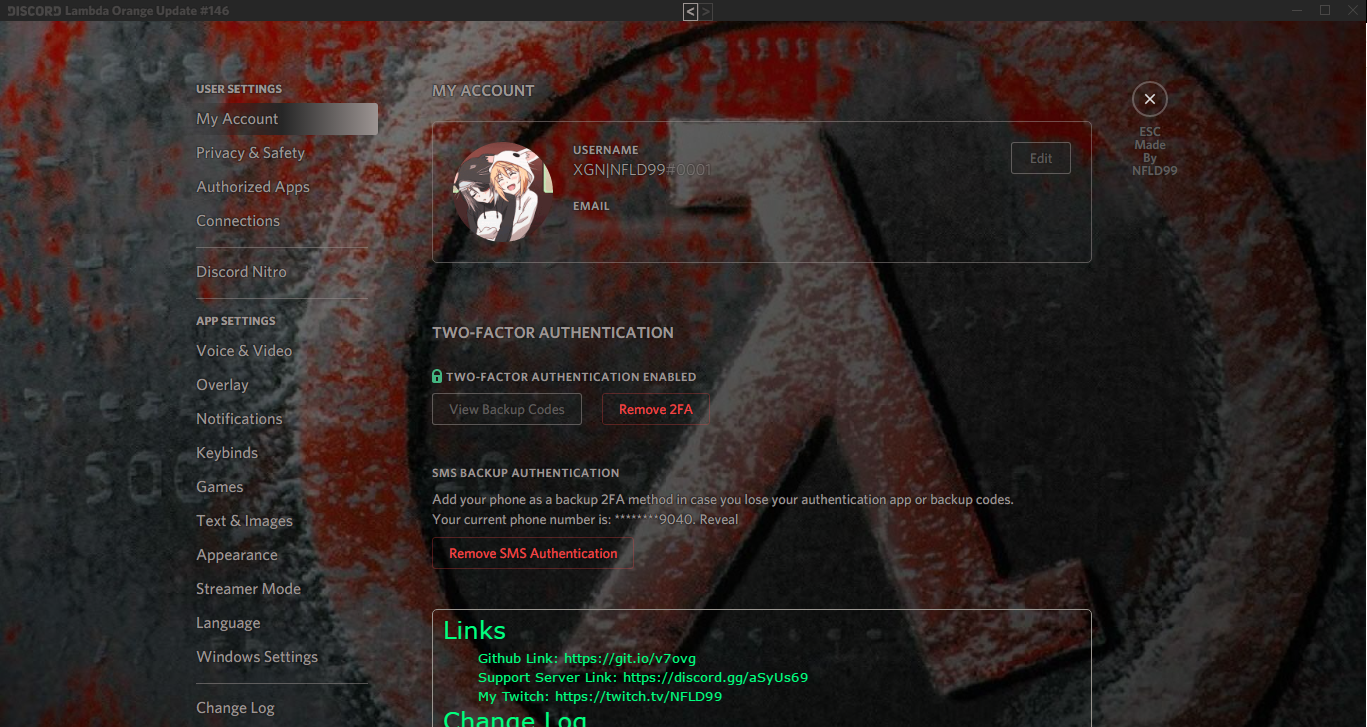 DISCORD Lambda Orange Update #146
< >
USER SETTINGS
My Account
Privacy & Safety
Authorized Apps
Connections
Discord Nitro
APP SETTINGS
Voice & Video
Overlay
Notifications
Keybinds
Games
Text & Images
Appearance
Streamer Mode
Language
Windows Settings
Change Log
MY ACCOUNT
USERNAME
XGN|NFLD99#0001
EMAIL
Edit
TWO-FACTOR AUTHENTICATION
TWO-FACTOR AUTHENTICATION ENABLED
View Backup Codes
Remove 2FA
SMS BACKUP AUTHENTICATION
Add your phone as a backup 2FA method in case you lose your authentication app or backup codes.
Your current phone number is: ********9040. Reveal
Remove SMS Authentication
Links
Github Link: https://git.io/v7ovg
Support Server Link: https://discord.gg/aSyUs69
My Twitch: https://twitch.tv/NFLD99
Change Log
ESC
Made
By
NFLD99